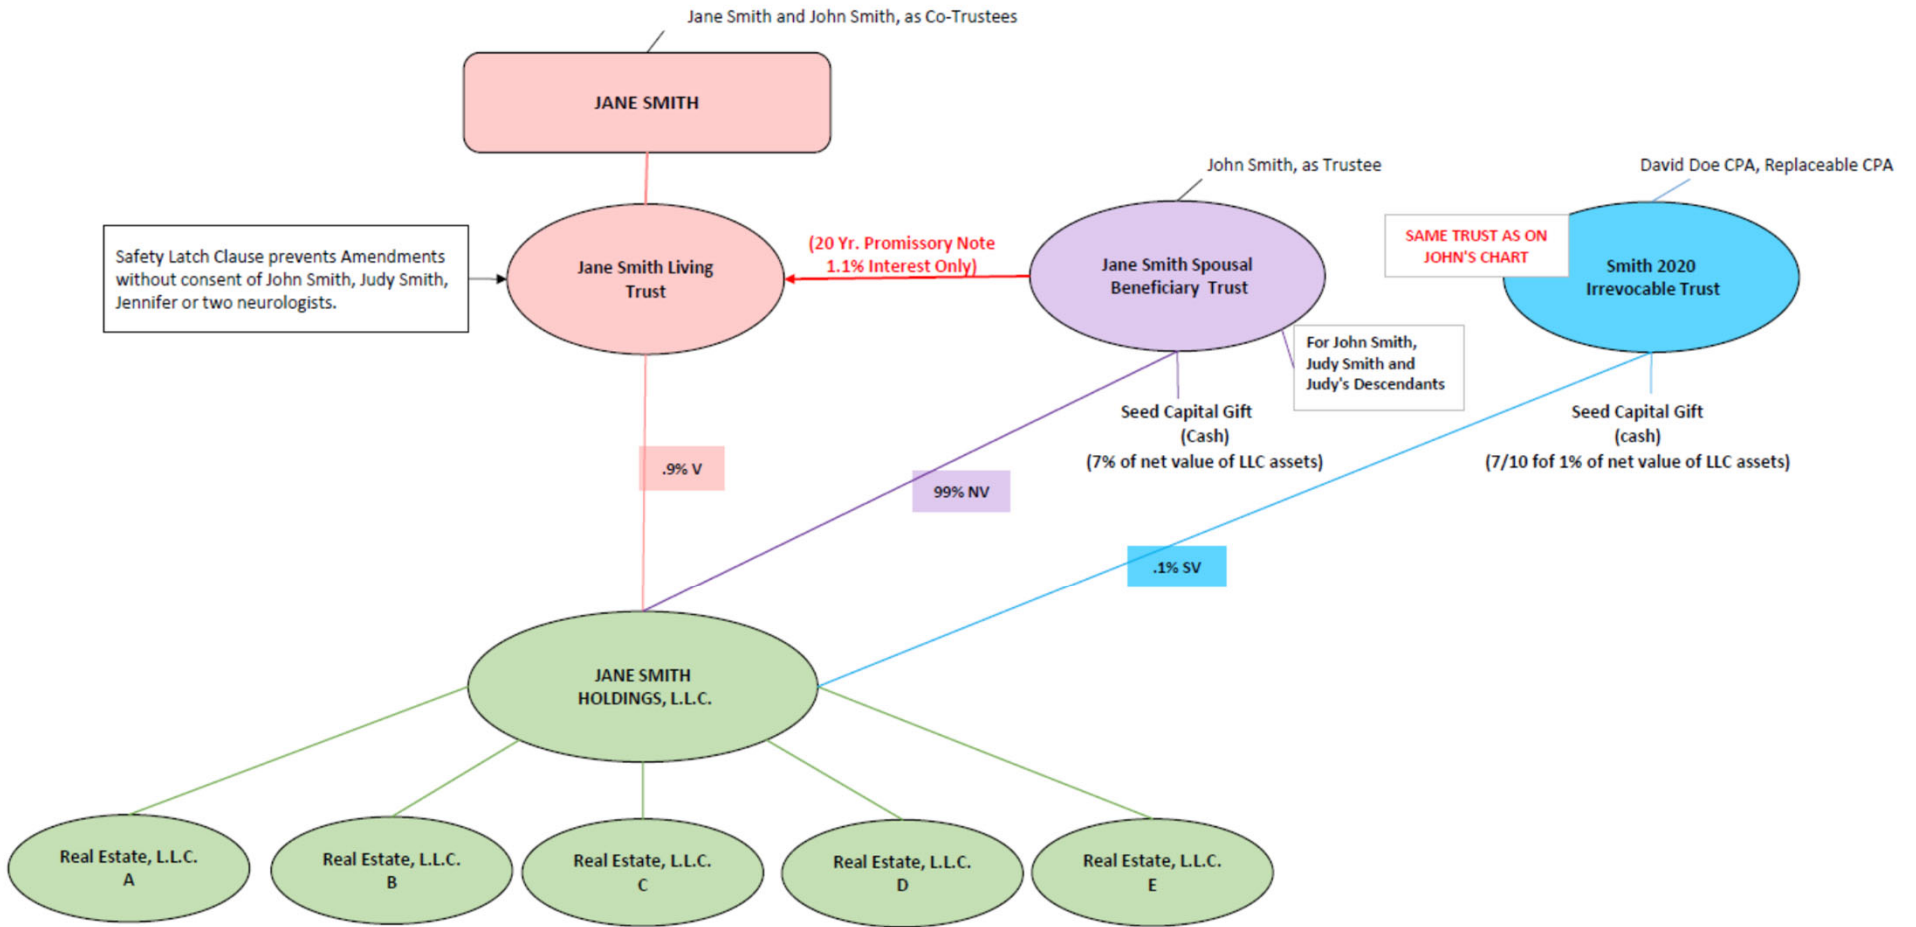 Jane Smith and John Smith, as Co-Trustees
JANE SMITH
John Smith, as Trustee
David Doe CPA, Replaceable CPA
Safety Latch Clause prevents Amendments
without consent of John Smith, Judy Smith,
Jennifer or two neurologists.
Jane Smith Living
Trust
(20 Yr. Promissory Note
1.1% Interest Only)
Jane Smith Spousal
Beneficiary Trust
SAME TRUST AS ON
JOHN'S CHART
Smith 2020
Irrevocable Trust
For John Smith,
Judy Smith and
Judy's Descendants
Seed Capital Gift
(Cash)
(7% of net value of LLC assets)
Seed Capital Gift
(cash)
(7/10 fof 1% of net value of LLC assets)
.9% V
99% NV
.1% SV
JANE SMITH
HOLDINGS, L.L.C.
Real Estate, L.L.C.
A
Real Estate, L.L.C.
B
Real Estate, L.L.C.
C
Real Estate, L.L.C.
D
Real Estate, L.L.C.
E